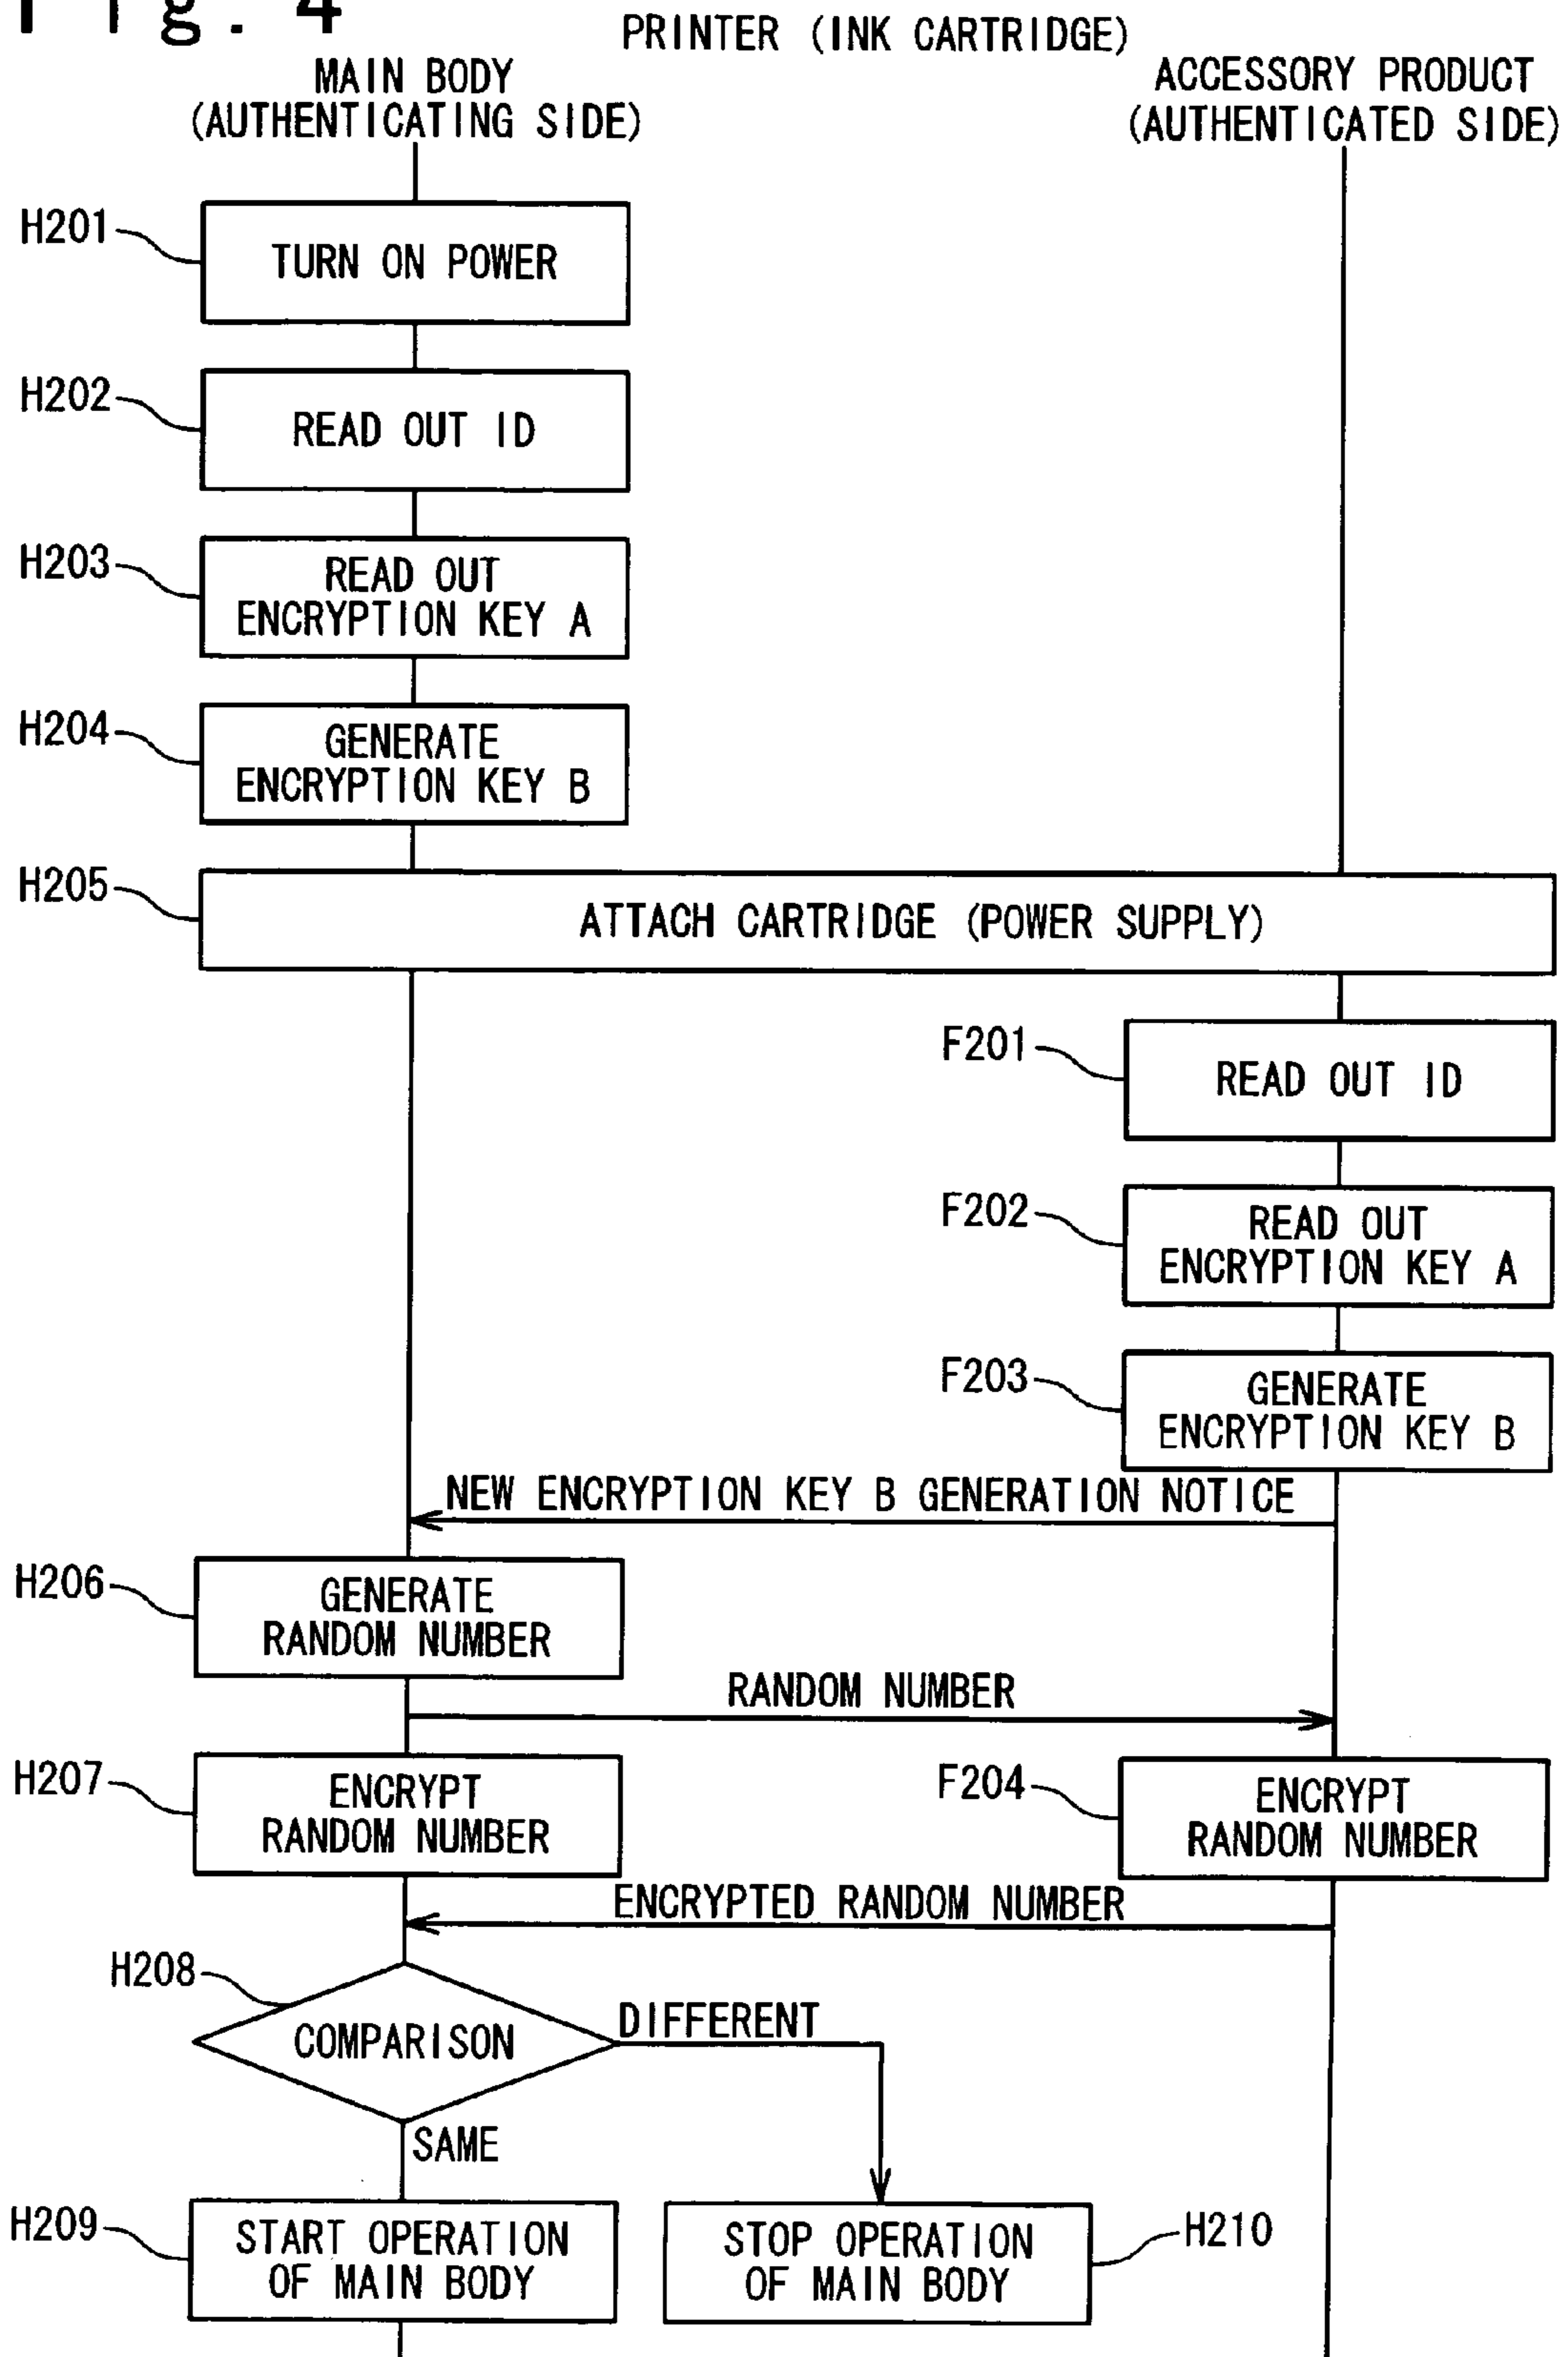 Fig. 4
PRINTER (INK CARTRIDGE)
MAIN BODY
(AUTHENTICATING SIDE)
ACCESSORY PRODUCT
(AUTHENTICATED SIDE)
H201
TURN ON POWER
H202
READ OUT ID
H203
READ OUT
ENCRYPTION KEY A
H204
GENERATE
ENCRYPTION KEY B
H205
ATTACH CARTRIDGE (POWER SUPPLY)
F201
READ OUT ID
F202
READ OUT
ENCRYPTION KEY A
F203
GENERATE
ENCRYPTION KEY B
NEW ENCRYPTION KEY B GENERATION NOTICE
H206
GENERATE
RANDOM NUMBER
RANDOM NUMBER
H207
ENCRYPT
RANDOM NUMBER
F204
ENCRYPT
RANDOM NUMBER
ENCRYPTED RANDOM NUMBER
H208
COMPARISON
DIFFERENT
SAME
H209
START OPERATION
OF MAIN BODY
STOP OPERATION
OF MAIN BODY
H210